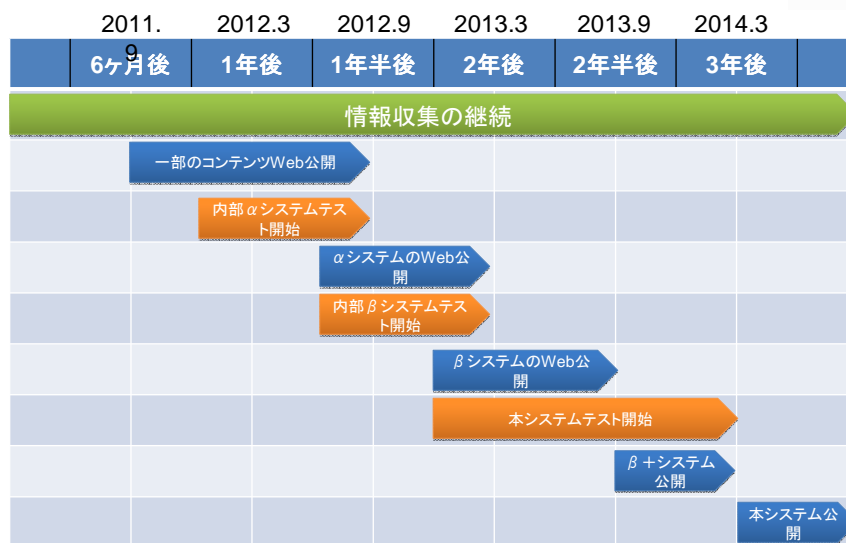 2011.9 2012.3 2012.9 2013.3 2013.9 2014.3
6ヶ月後 1年後 1年半後 2年後 2年半後 3年後
情報収集の継続
一部のコンテンツWeb公開
内部αシステムテス
ト開始
αシステムのWeb公
開
内部βシステムテス
ト開始
βシステムのWeb公
開
本システムテスト開始
β+システム
公開
本システム公
開